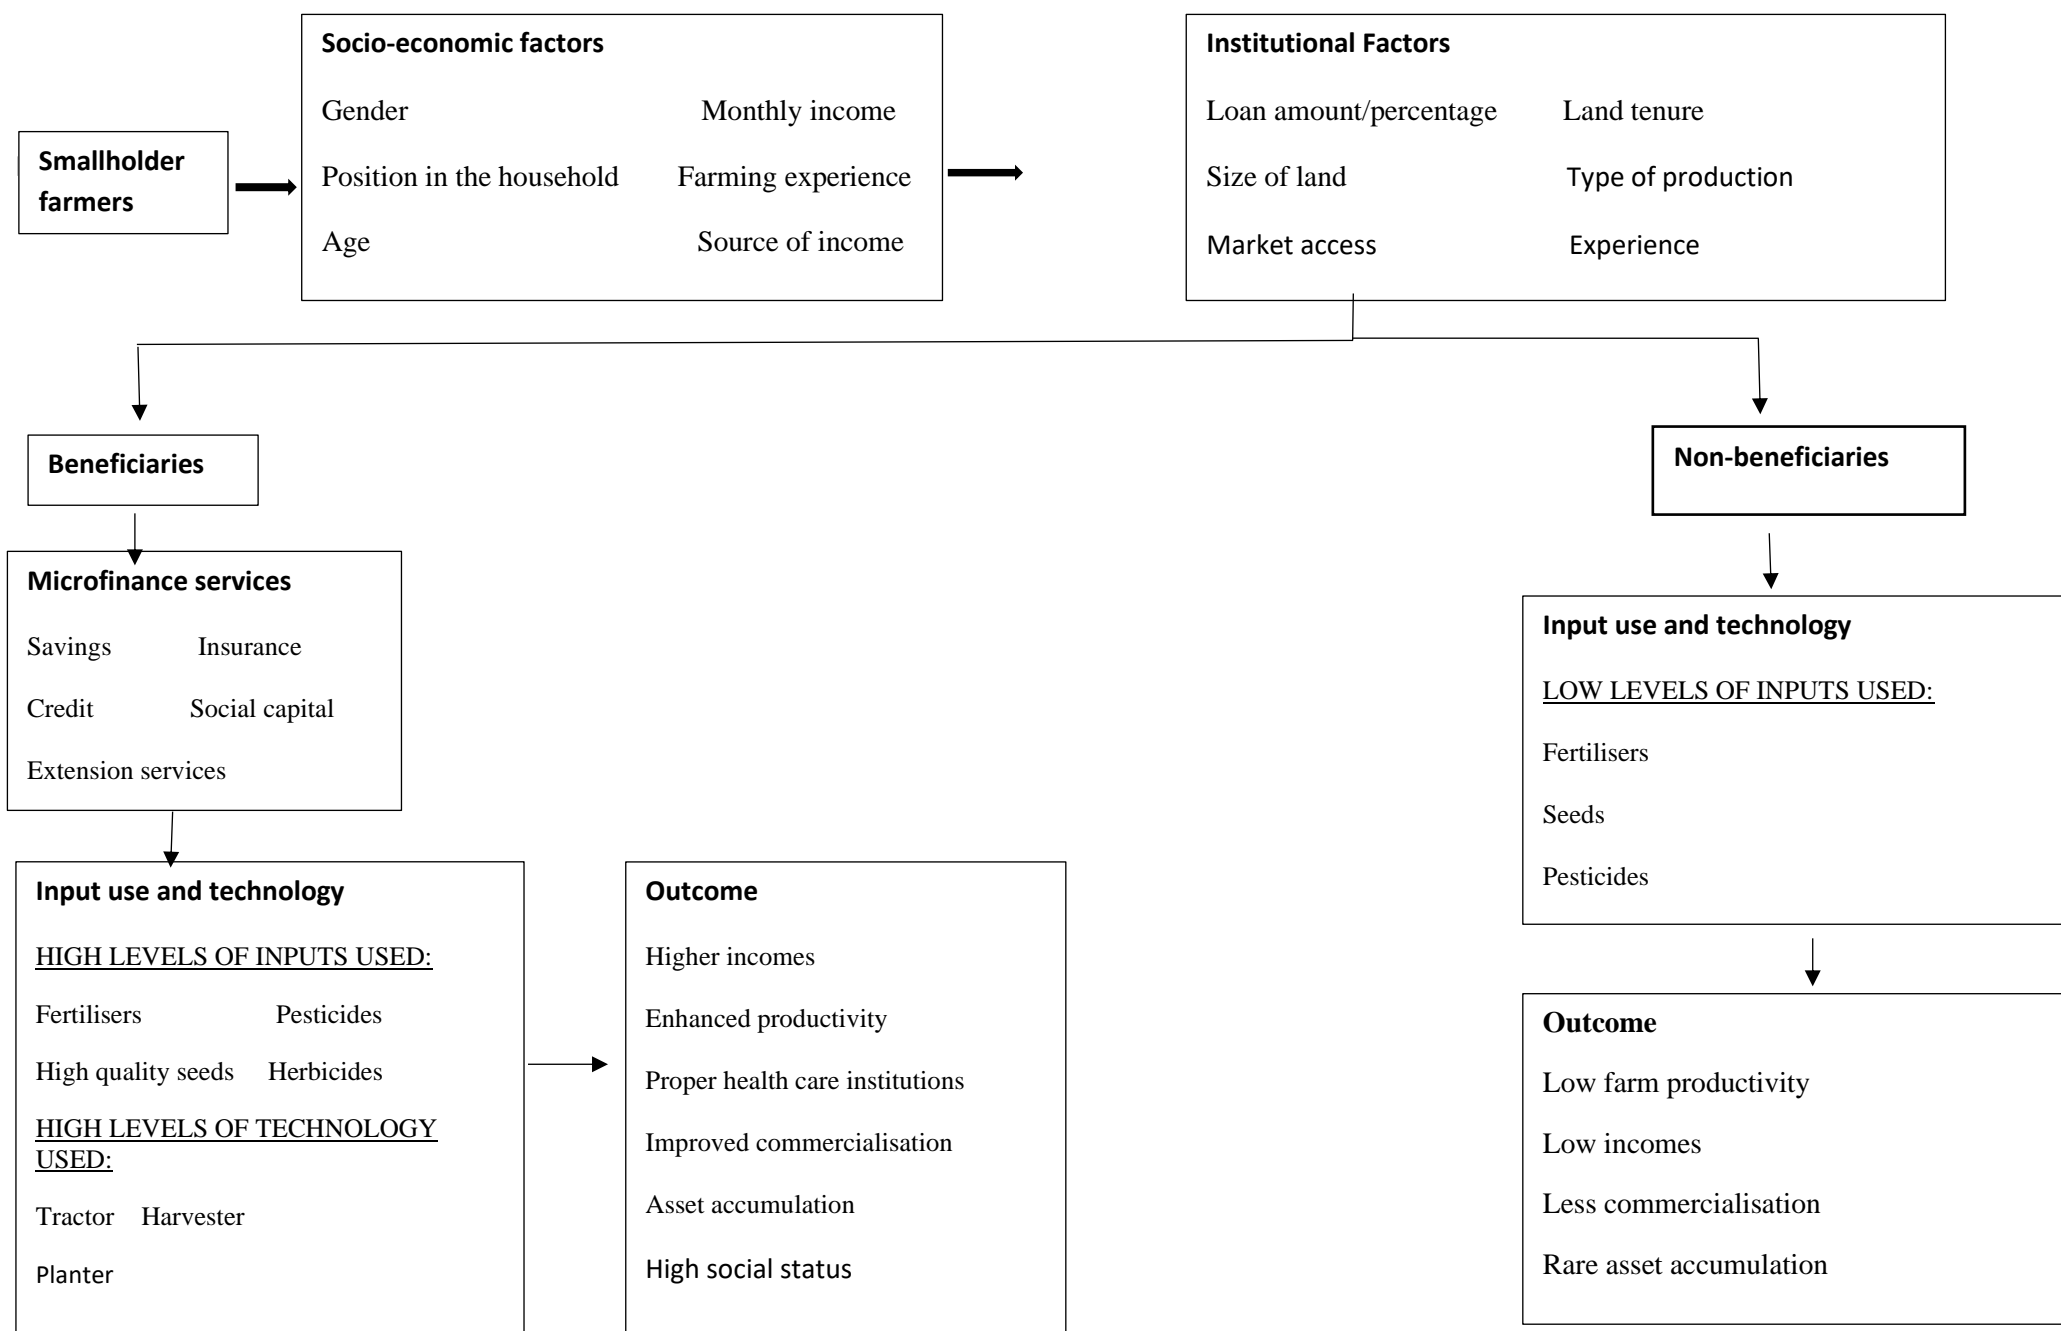 Socio-economic factors
Gender Monthly income
Position in the household Farming experience
Age Source of income
Institutional Factors
Loan amount/percentage Land tenure
Size of land Type of production
Market access Experience
Smallholder
farmers
Beneficiaries
Non-beneficiaries
Microfinance services
Savings Insurance
Credit Social capital
Extension services
Input use and technology
HIGH LEVELS OF INPUTS USED:
Fertilisers Pesticides
High quality seeds Herbicides
HIGH LEVELS OF TECHNOLOGY
USED:
Tractor Harvester
Planter
Outcome
Higher incomes
Enhanced productivity
Proper health care institutions
Improved commercialisation
Asset accumulation
High social status
Input use and technology
LOW LEVELS OF INPUTS USED:
Fertilisers
Seeds
Pesticides
Outcome
Low farm productivity
Low incomes
Less commercialisation
Rare asset accumulation